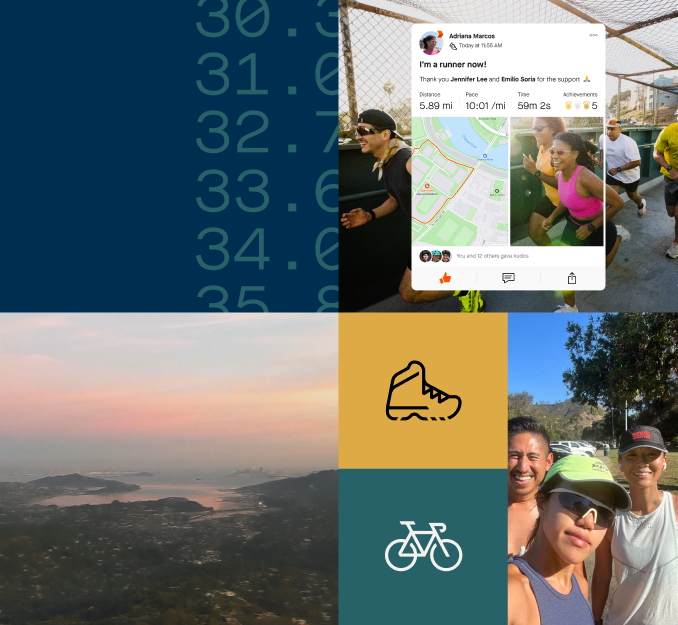 30.3
31.0
32.7
33.6
34.0
35.8
Adriana Marcos
Today at 11:55 AM
I'm a runner now!
Thank you Jennifer Lee and Emilio Soria for the support 🙏
Distance Pace Time Achievements
5.89 mi 10:01 /mi 59m 2s 5
You and 12 others gave kudos